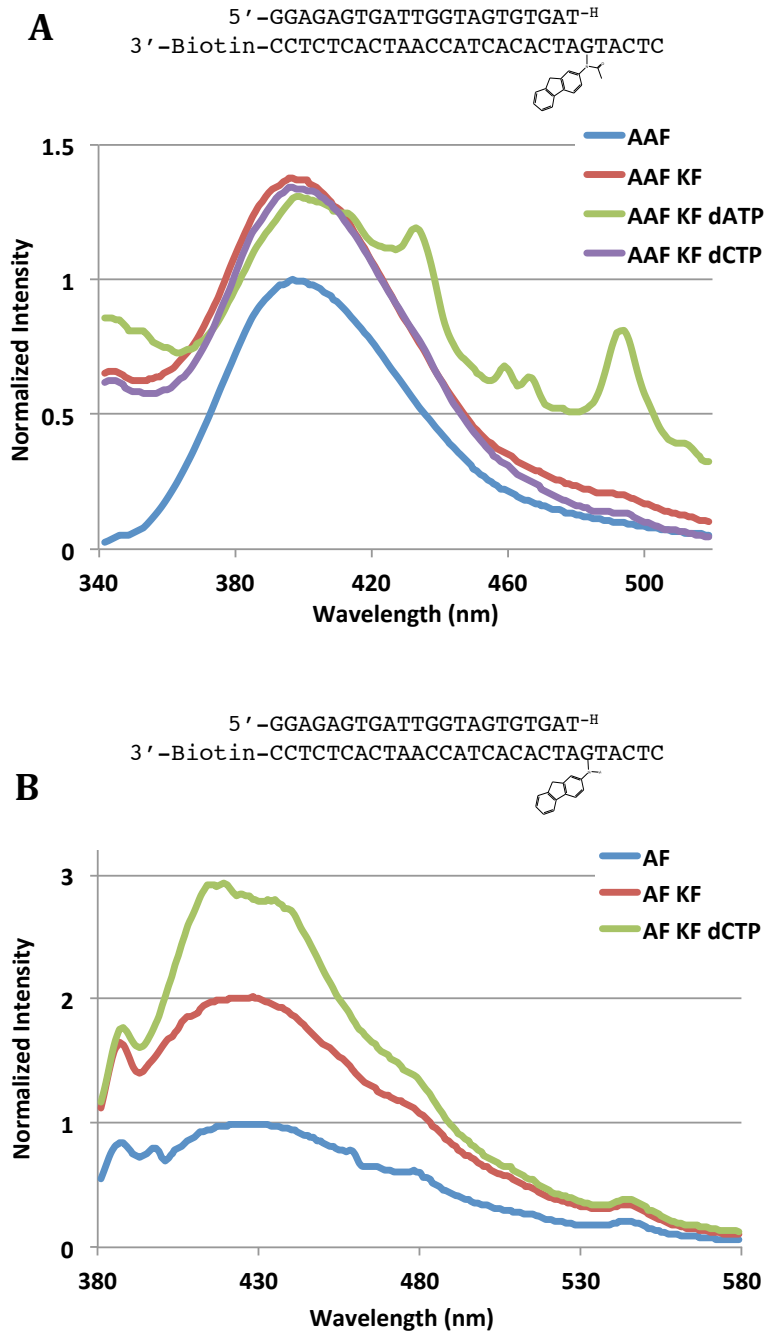 A
5′-GGAGAGTGATTGGTAGTGTGAT-H
3′-Biotin-CCTCTCACTAACCATCACACTAGTACTC
AAF
AAF KF
AAF KF dATP
AAF KF dCTP
1.5
1
0.5
0
Normalized Intensity
340 380 420 460 500
Wavelength (nm)
5′-GGAGAGTGATTGGTAGTGTGAT-H
3′-Biotin-CCTCTCACTAACCATCACACTAGTACTC
B
AF
AF KF
AF KF dCTP
3
2
1
0
Normalized Intensity
380 430 480 530 580
Wavelength (nm)